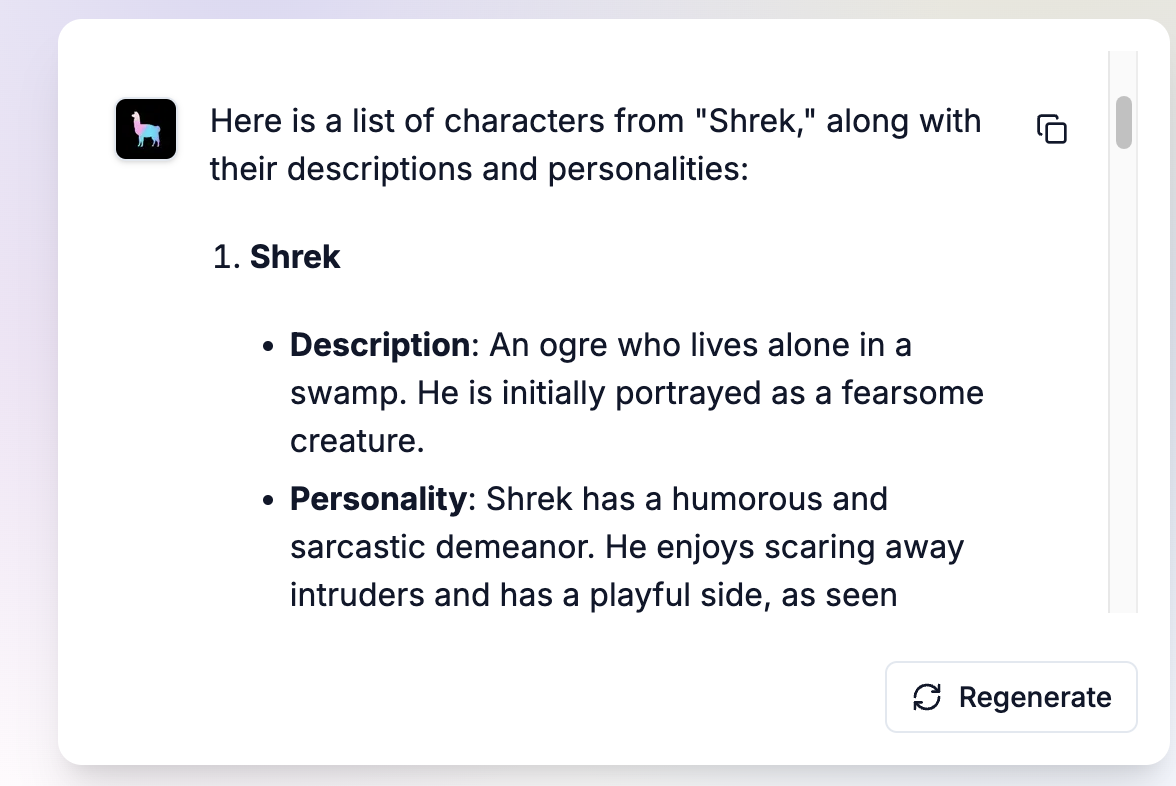 Here is a list of characters from "Shrek," along with
their descriptions and personalities:
1. Shrek
• Description: An ogre who lives alone in a
swamp. He is initially portrayed as a fearsome
creature.
• Personality: Shrek has a humorous and
sarcastic demeanor. He enjoys scaring away
intruders and has a playful side, as seen
Regenerate